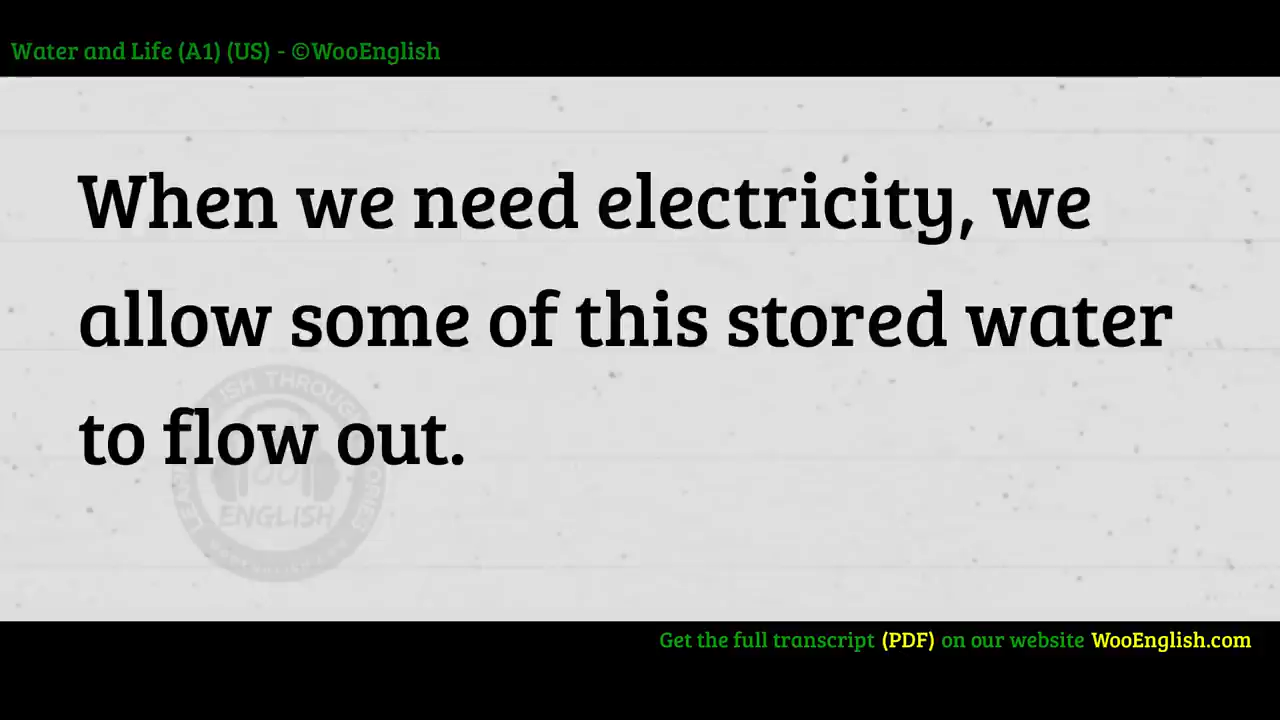 Water and Life (A1) (US) - ©WooEnglish
When we need electricity, we
allow some of this stored water
to flow out.
ENGLISH
Get the full transcript (PDF) on our website WooEnglish.com